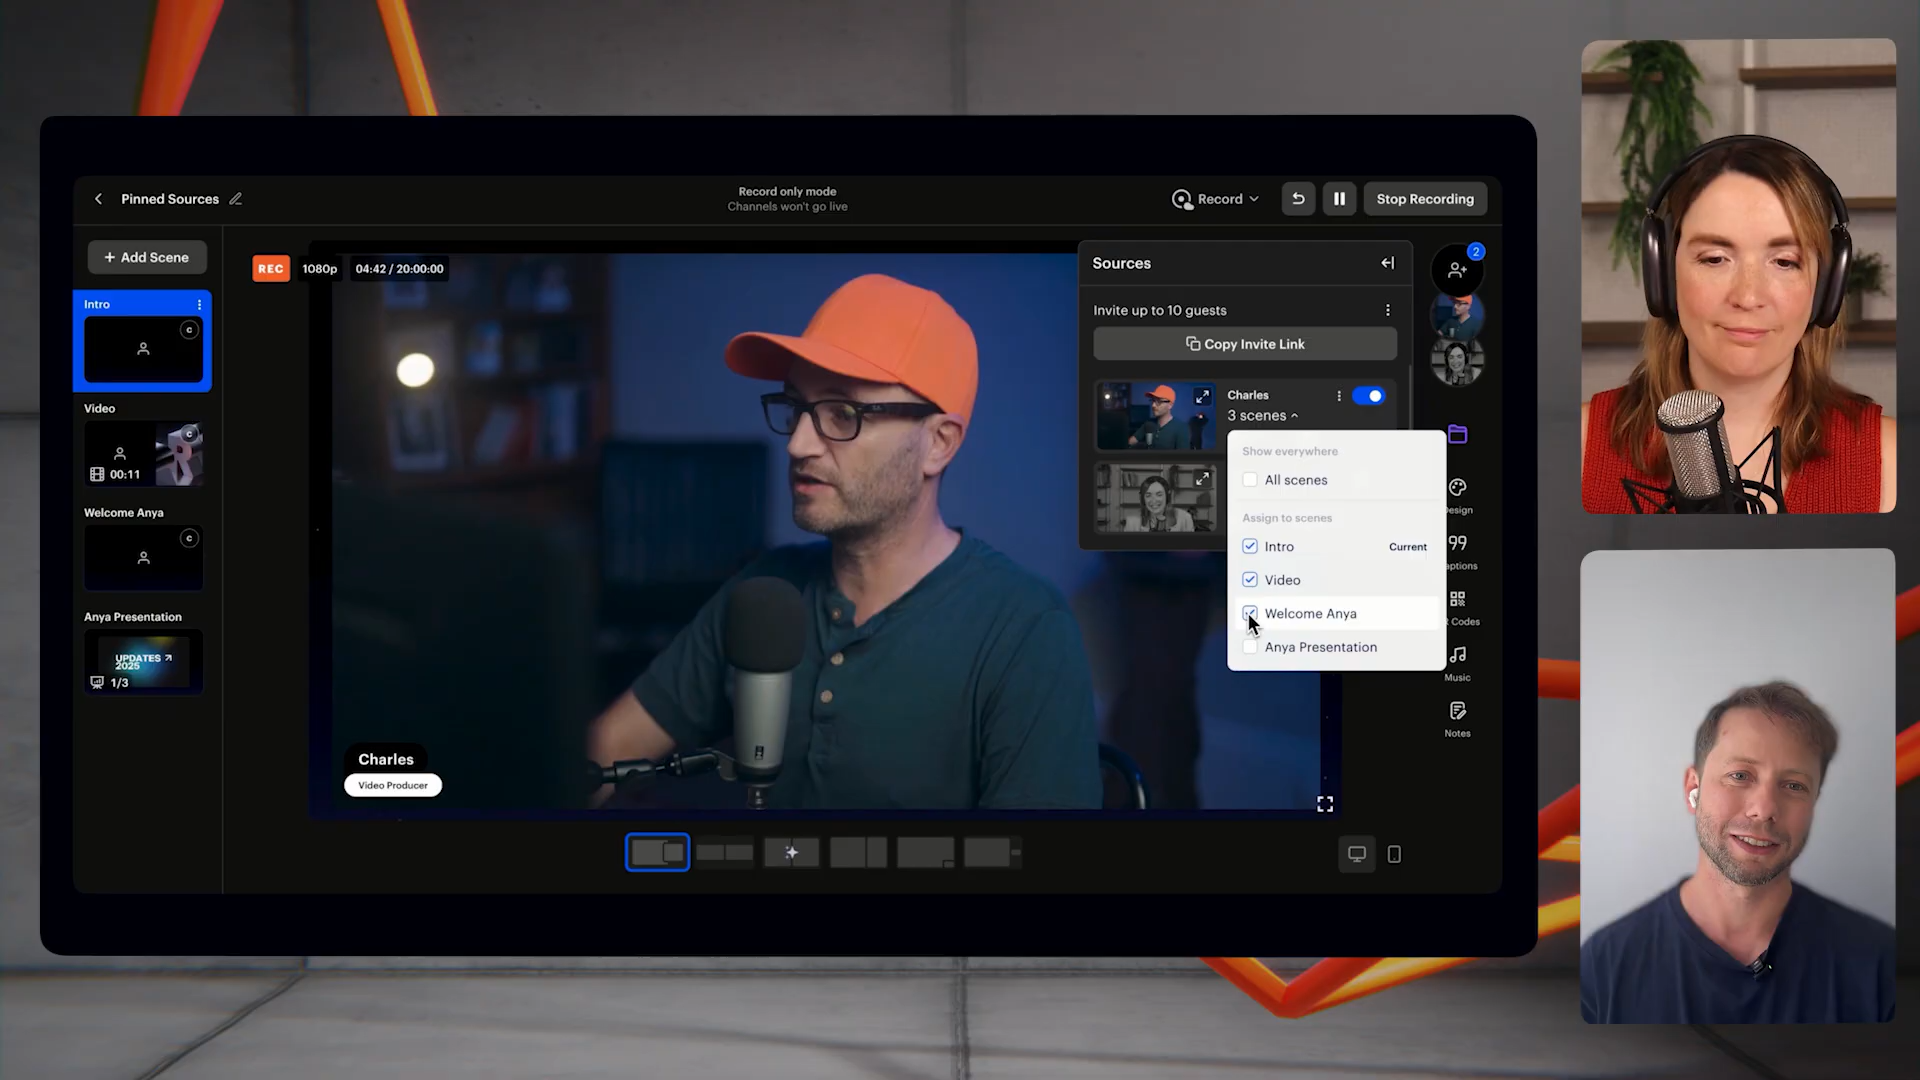 Pinned Sources
Record only mode
Channels won't go live
Record
Stop Recording
+ Add Scene
Intro
C
Video
C
00:11
Welcome Anya
C
Anya Presentation
UPDATES ↗
2025
1/3
REC
1080p
04:42 / 20:00:00
Charles
Video Producer
Sources
Invite up to 10 guests
Copy Invite Link
Charles
3 scenes
Show everywhere
All scenes
Assign to scenes
Intro
Current
Video
Welcome Anya
Anya Presentation
2
esign
aptions
Codes
Music
Notes